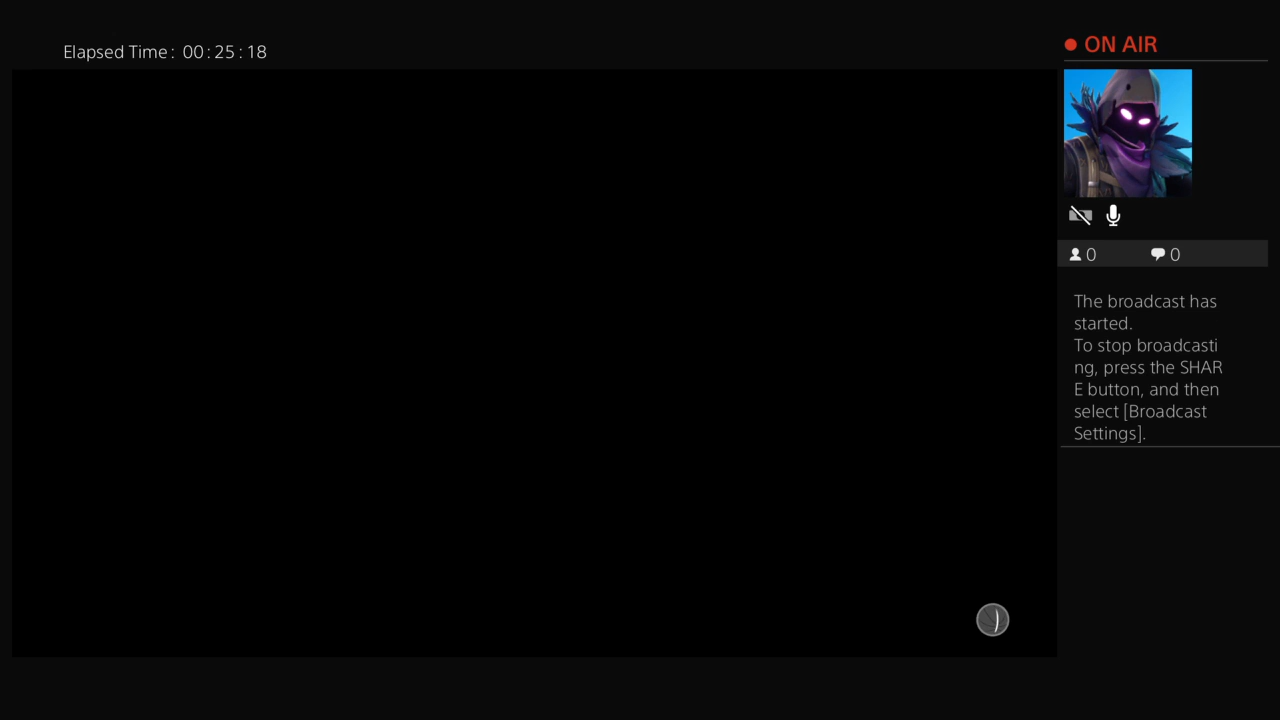 Elapsed Time: 00:25:18
ON AIR
0 0
The broadcast has
started.
To stop broadcasti
ng, press the SHAR
E button, and then
select [Broadcast
Settings].